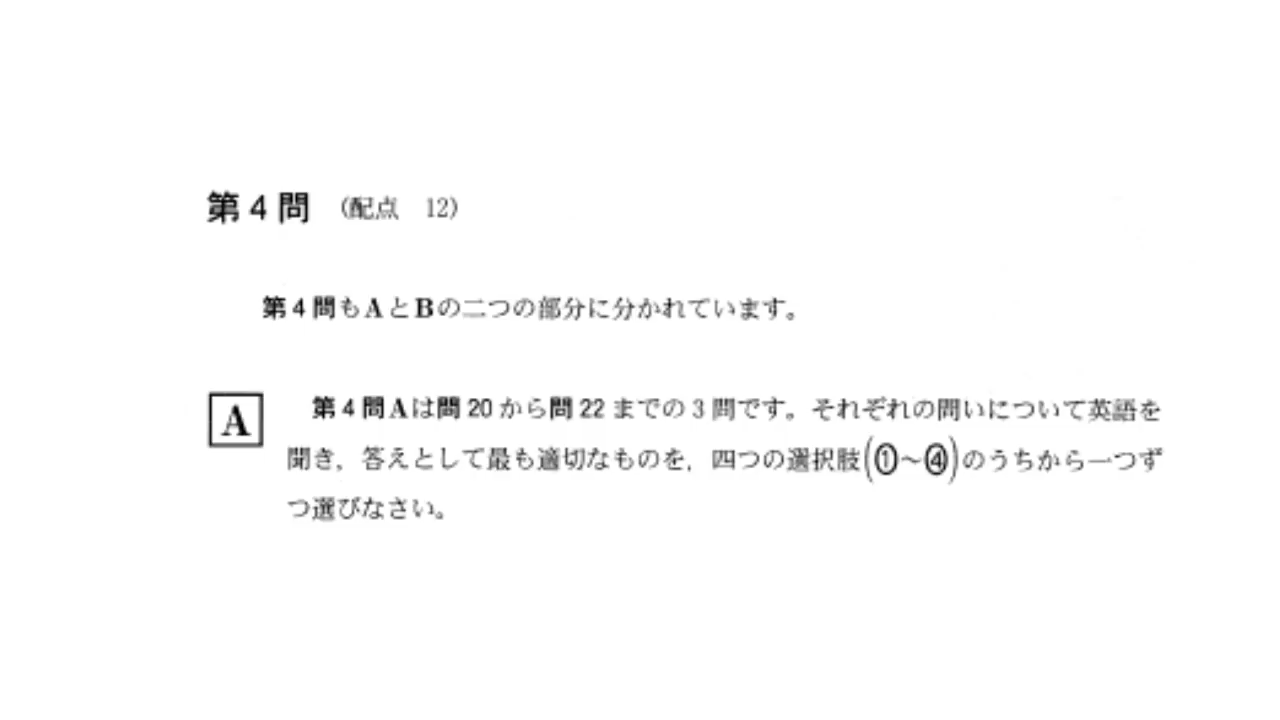 第4問 (配点 12)
第4問もAとBの二つの部分に分かれています。
A 第4問Aは問20から問22までの3問です。それぞれの問いについて英語を
聞き，答えとして最も適切なものを，四つの選択肢(①～④)のうちから一つず
つ選びなさい。